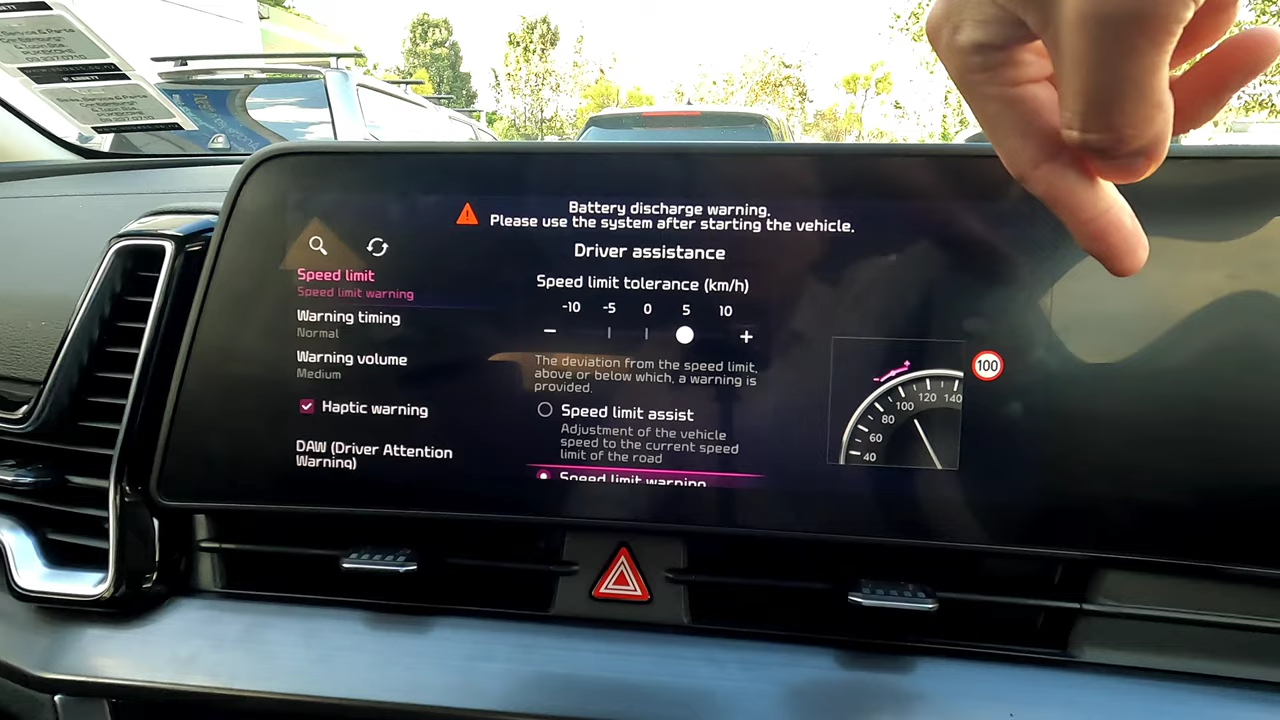 Battery discharge warning.
Please use the system after starting the vehicle.
Driver assistance
Speed limit
Speed limit warning
Warning timing
Normal
Warning volume
Medium
Haptic warning
DAW (Driver Attention
Warning)
Speed limit tolerance (km/h)
-10 -5 0 5 10
− +
The deviation from the speed limit,
above or below which, a warning is
provided.
Speed limit assist
Adjustment of the vehicle
speed to the current speed
limit of the road
Speed limit warning
40 60 80 100 120 140
100